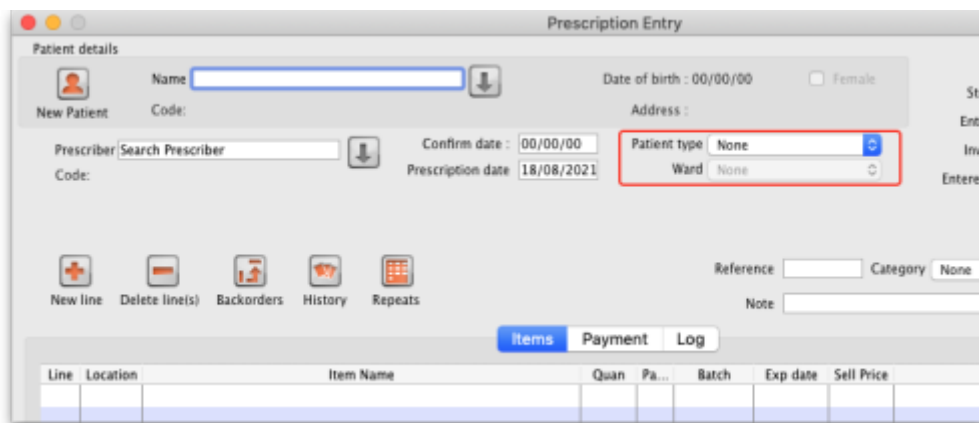 Prescription Entry
Patient details
Name
Date of birth : 00/00/00
Female
New Patient
Code:
Address :
Prescriber Search Prescriber
Confirm date : 00/00/00
Patient type None
Code:
Prescription date 18/08/2021
Ward None
Reference
Category None
New line
Delete line(s)
Backorders
History
Repeats
Note
Items
Payment
Log
Line
Location
Item Name
Quan
Pa...
Batch
Exp date
Sell Price